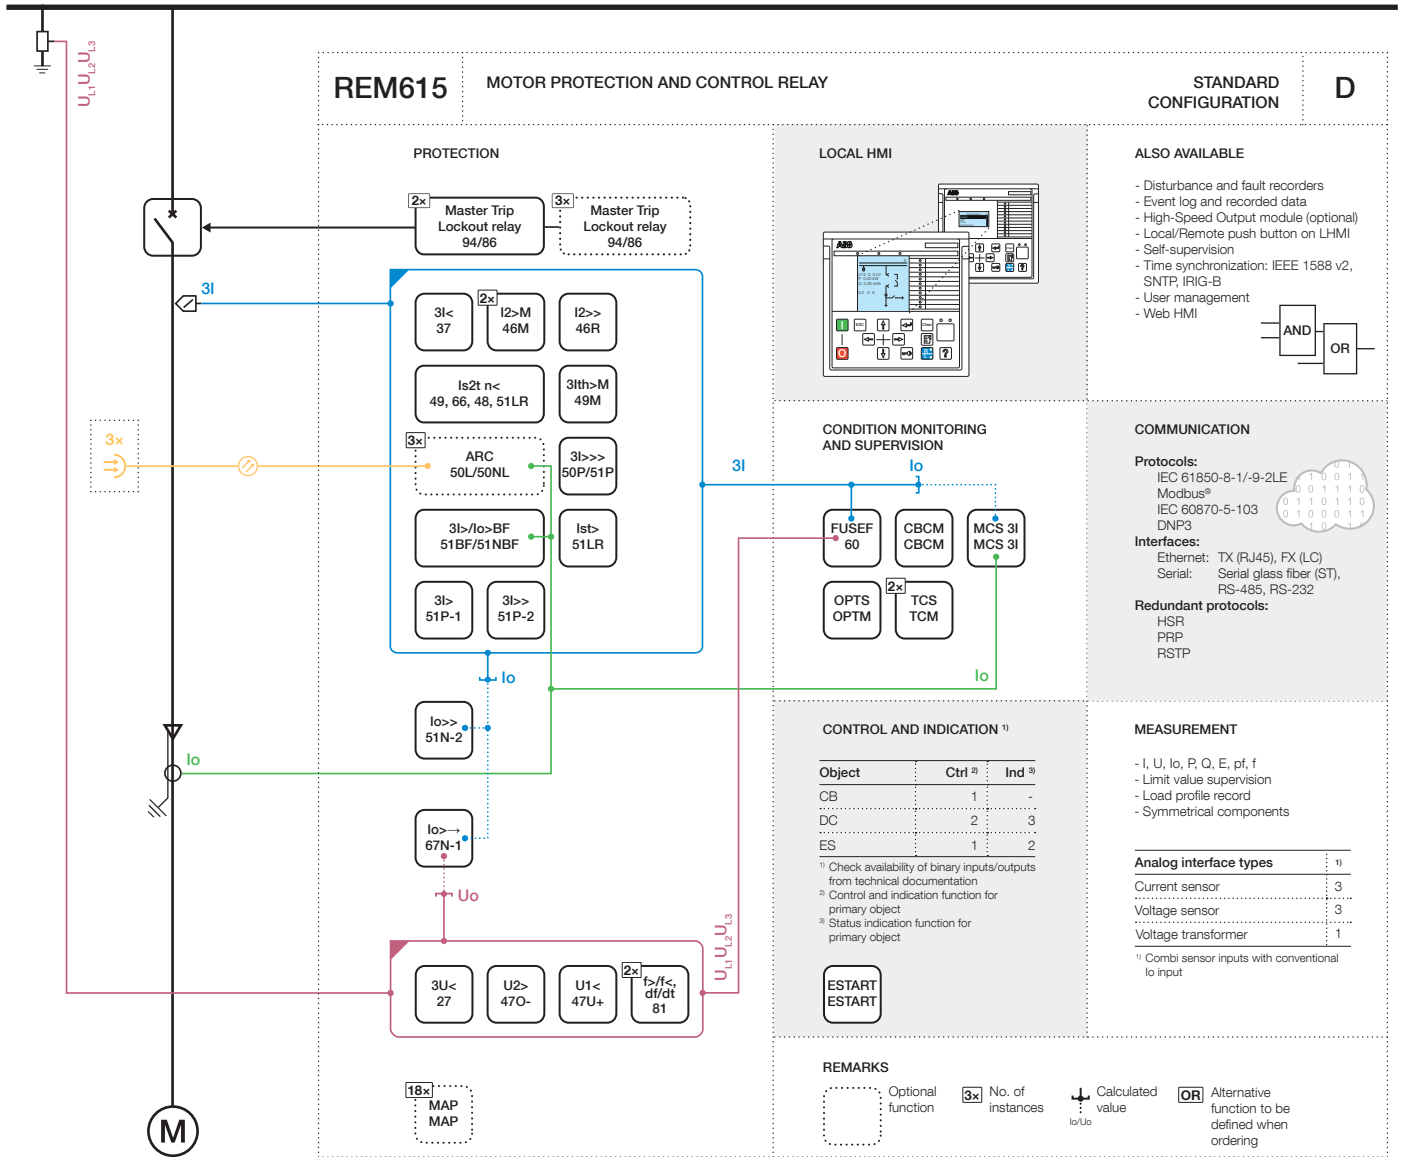 REM615
MOTOR PROTECTION AND CONTROL RELAY
STANDARD
CONFIGURATION
D
UL1 UL2 UL3
PROTECTION
2×
Master Trip
Lockout relay
94/86
3×
Master Trip
Lockout relay
94/86
3I
3I<
37
2×
I2>M
46M
I2>>
46R
Is2t n<
49, 66, 48, 51LR
3Ith>M
49M
3×
3×
ARC
50L/50NL
3I>>>
50P/51P
3I>/Io>BF
51BF/51NBF
Ist>
51LR
3I>
51P-1
3I>>
51P-2
3I
Io
Io
Io>>
51N-2
Io
Io>→
67N-1
Uo
3U<
27
U2>
47O-
U1<
47U+
2×
f>/f<,
df/dt
81
UL1 UL2 UL3
18×
MAP
MAP
M
LOCAL HMI
ABB
ABB
ESC
Clear
I
O
?
ALSO AVAILABLE
- Disturbance and fault recorders
- Event log and recorded data
- High-Speed Output module (optional)
- Local/Remote push button on LHMI
- Self-supervision
- Time synchronization: IEEE 1588 v2,
SNTP, IRIG-B
- User management
- Web HMI
AND
OR
CONDITION MONITORING
AND SUPERVISION
Io
FUSEF
60
CBCM
CBCM
MCS 3I
MCS 3I
OPTS
OPTM
2×
TCS
TCM
COMMUNICATION
Protocols:
IEC 61850-8-1/-9-2LE
Modbus®
IEC 60870-5-103
DNP3
Interfaces:
Ethernet: TX (RJ45), FX (LC)
Serial: Serial glass fiber (ST),
RS-485, RS-232
Redundant protocols:
HSR
PRP
RSTP
CONTROL AND INDICATION 1)
Object Ctrl 2) Ind 3)
CB 1 -
DC 2 3
ES 1 2
1) Check availability of binary inputs/outputs
from technical documentation
2) Control and indication function for
primary object
3) Status indication function for
primary object
ESTART
ESTART
MEASUREMENT
- I, U, Io, P, Q, E, pf, f
- Limit value supervision
- Load profile record
- Symmetrical components
Analog interface types 1)
Current sensor 3
Voltage sensor 3
Voltage transformer 1
1) Combi sensor inputs with conventional
Io input
REMARKS
Optional
function
3×
No. of
instances
Io/Uo
Calculated
value
OR
Alternative
function to be
defined when
ordering